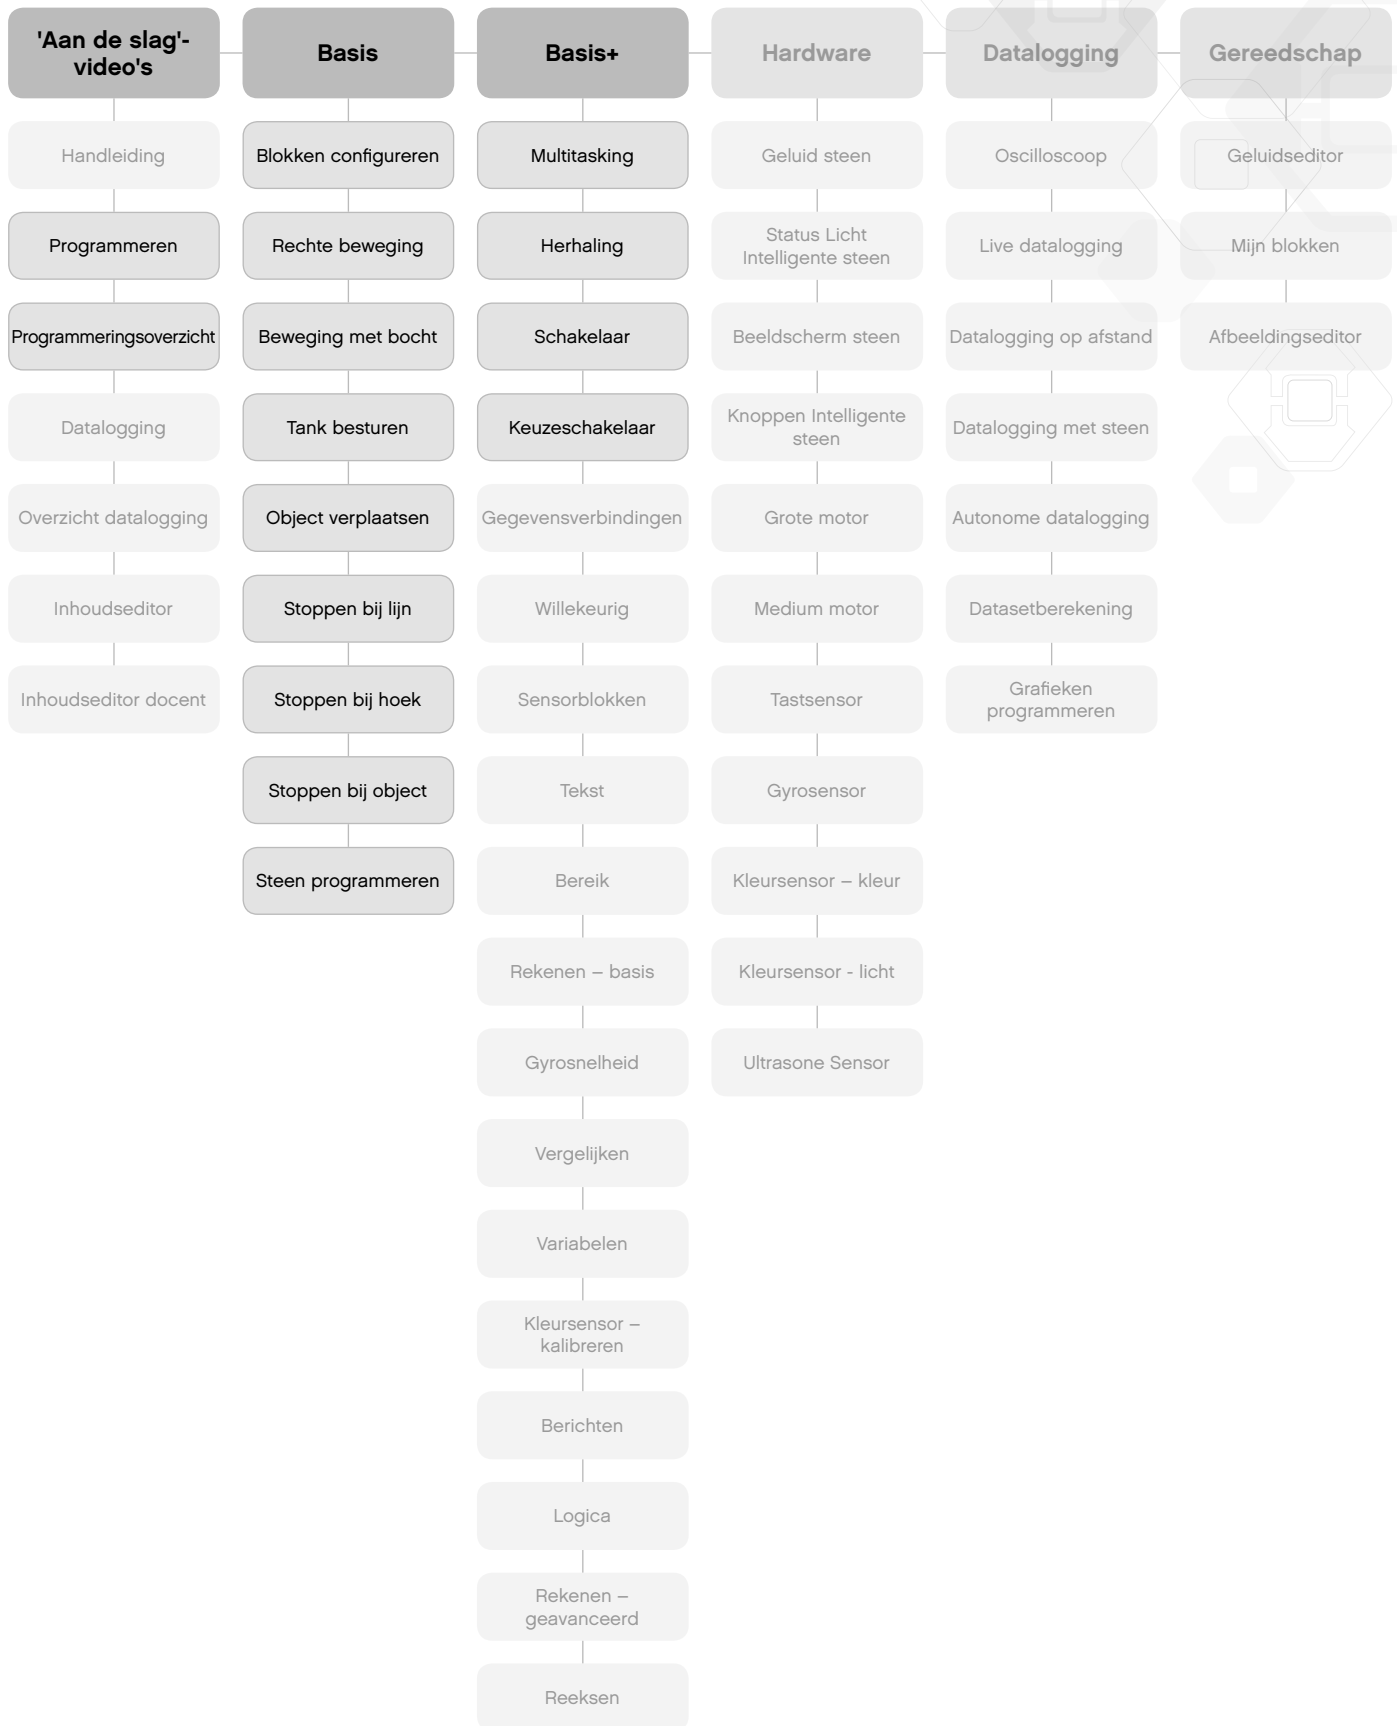 'Aan de slag'-
video's
Basis
Basis+
Hardware
Datalogging
Gereedschap
Handleiding
Programmeren
Programmeringsoverzicht
Datalogging
Overzicht datalogging
Inhoudseditor
Inhoudseditor docent
Blokken configureren
Rechte beweging
Beweging met bocht
Tank besturen
Object verplaatsen
Stoppen bij lijn
Stoppen bij hoek
Stoppen bij object
Steen programmeren
Multitasking
Herhaling
Schakelaar
Keuzeschakelaar
Gegevensverbindingen
Willekeurig
Sensorblokken
Tekst
Bereik
Rekenen – basis
Gyrosnelheid
Vergelijken
Variabelen
Kleursensor –
kalibreren
Berichten
Logica
Rekenen –
geavanceerd
Reeksen
Geluid steen
Status Licht
Intelligente steen
Beeldscherm steen
Knoppen Intelligente
steen
Grote motor
Medium motor
Tastsensor
Gyrosensor
Kleursensor – kleur
Kleursensor - licht
Ultrasone Sensor
Oscilloscoop
Live datalogging
Datalogging op afstand
Datalogging met steen
Autonome datalogging
Datasetberekening
Grafieken
programmeren
Geluidseditor
Mijn blokken
Afbeeldingseditor